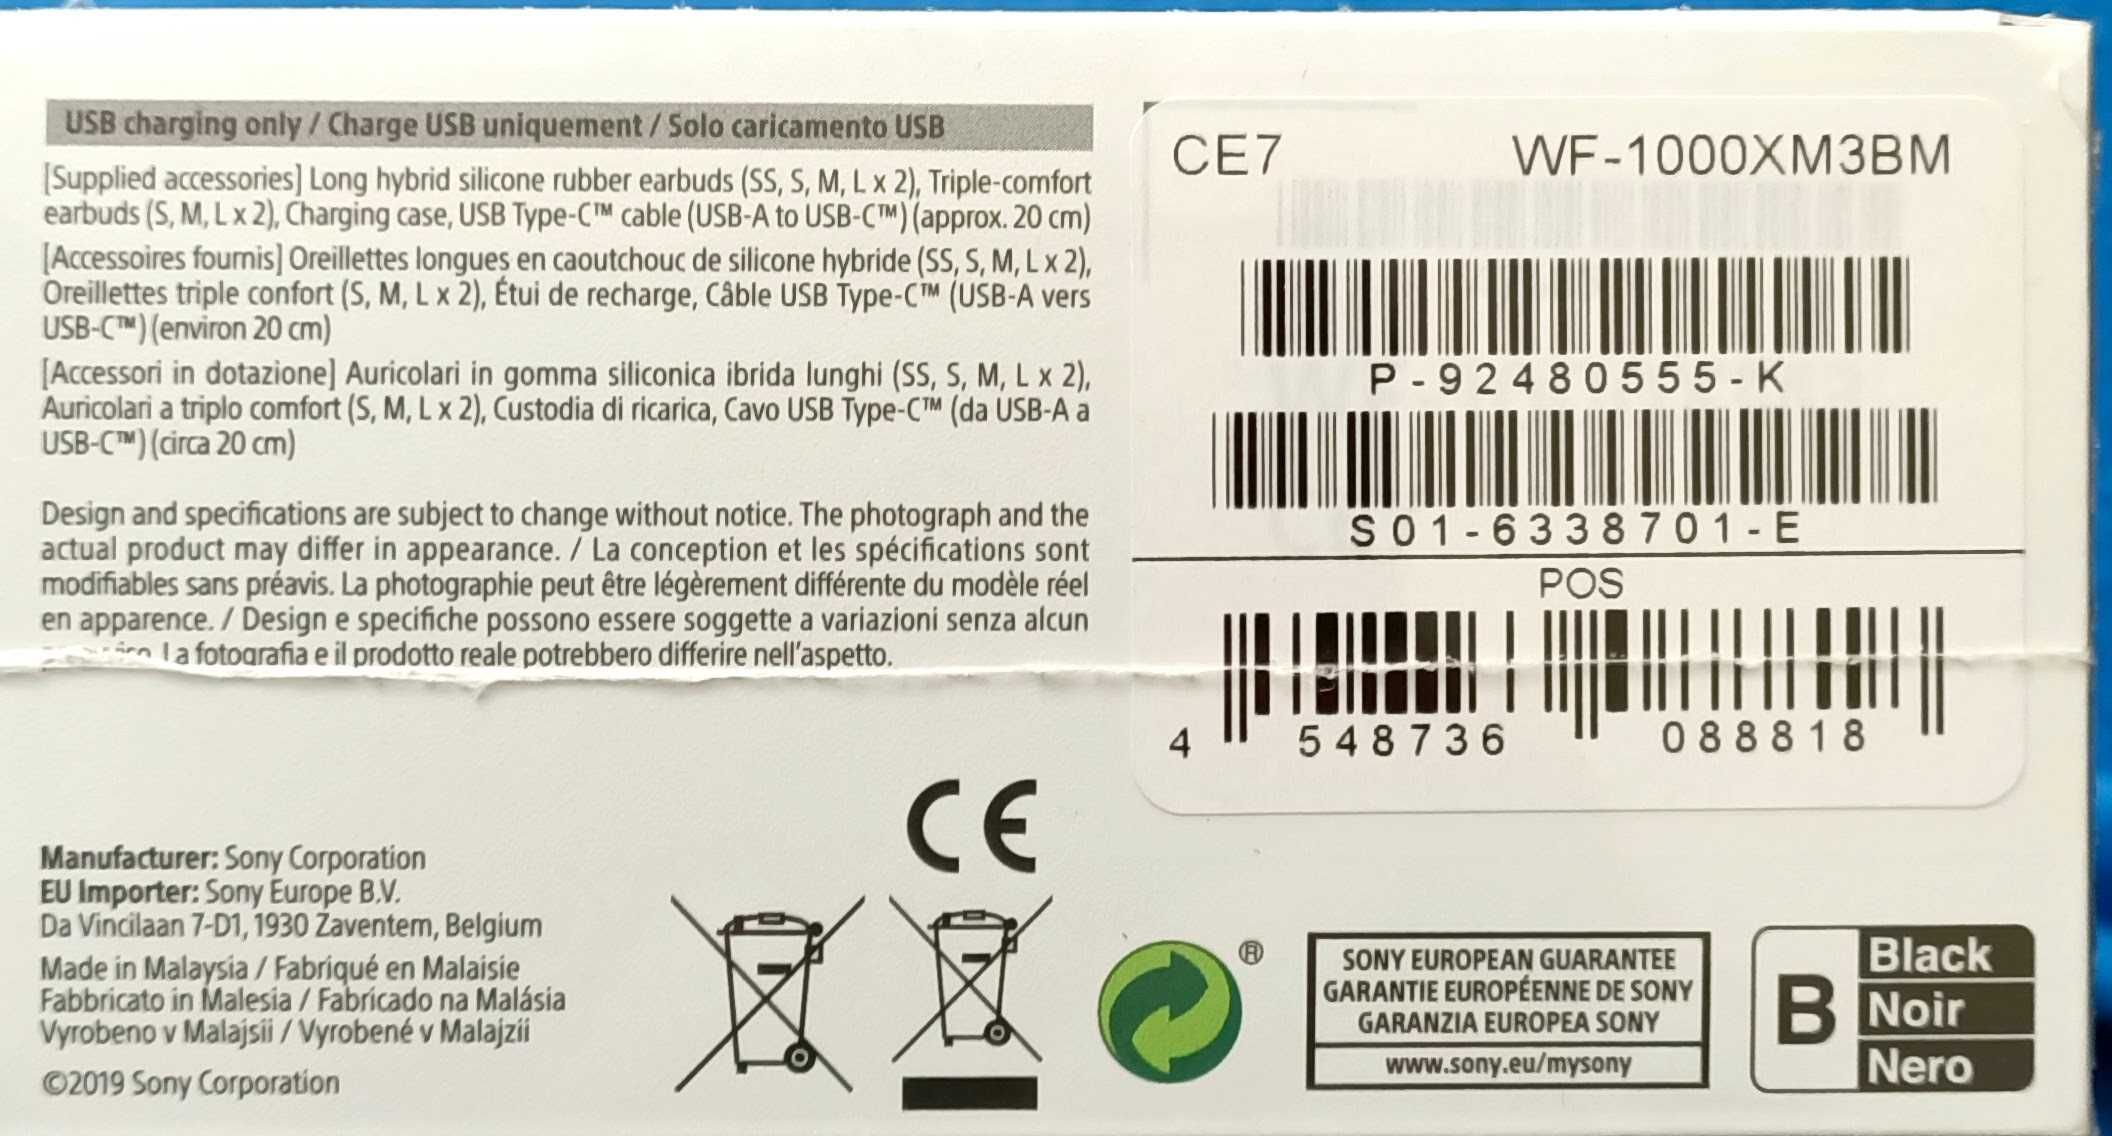 USB charging only / Charge USB uniquement / Solo caricamento USB
[Supplied accessories] Long hybrid silicone rubber earbuds (SS, S, M, L x 2), Triple-comfort
earbuds (S, M, L x 2), Charging case, USB Type-C™ cable (USB-A to USB-C™) (approx. 20 cm)
[Accessoires fournis] Oreillettes longues en caoutchouc de silicone hybride (SS, S, M, L x 2),
Oreillettes triple confort (S, M, L x 2), Étui de recharge, Câble USB Type-C™ (USB-A vers
USB-C™) (environ 20 cm)
[Accessori in dotazione] Auricolari in gomma siliconica ibrida lunghi (SS, S, M, L x 2),
Auricolari a triplo comfort (S, M, L x 2), Custodia di ricarica, Cavo USB Type-C™ (da USB-A a
USB-C™) (circa 20 cm)
Design and specifications are subject to change without notice. The photograph and the
actual product may differ in appearance. / La conception et les spécifications sont
modifiables sans préavis. La photographie peut être légèrement différente du modèle réel
en apparence. / Design e specifiche possono essere soggette a variazioni senza alcun
La fotografia e il prodotto reale potrebbero differire nell'aspetto.
CE7 WF-1000XM3BM
P-92480555-K
S01-6338701-E
POS
4 548736 088818
Manufacturer: Sony Corporation
EU Importer: Sony Europe B.V.
Da Vincilaan 7-D1, 1930 Zaventem, Belgium
Made in Malaysia / Fabriqué en Malaisie
Fabbricato in Malesia / Fabricado na Malásia
Vyrobeno v Malajsii / Vyrobené v Malajzii
©2019 Sony Corporation
CE
®
SONY EUROPEAN GUARANTEE
GARANTIE EUROPÉENNE DE SONY
GARANZIA EUROPEA SONY
www.sony.eu/mysony
B
Black
Noir
Nero